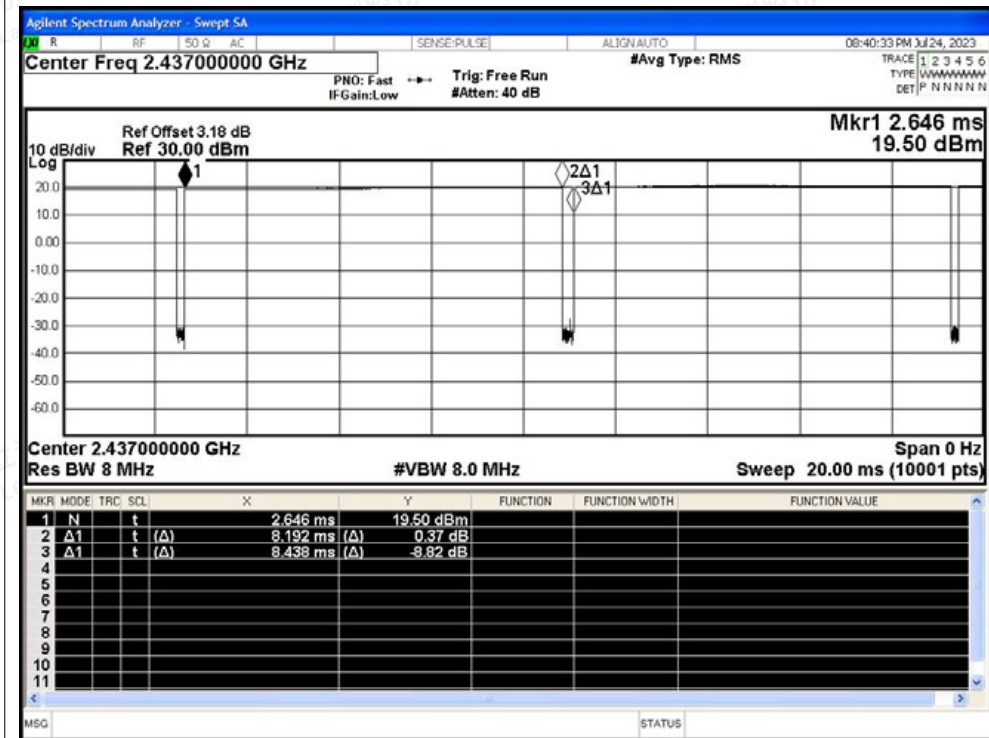 Agilent Spectrum Analyzer - Swept SA
LXI R RF 50 Ω AC SENSE:PULSE ALIGN AUTO 08:40:33 PM Jul 24, 2023
Center Freq 2.437000000 GHz #Avg Type: RMS TRACE 1 2 3 4 5 6
PNO: Fast Trig: Free Run TYPE WWWWWW
IFGain:Low #Atten: 40 dB DET P N N N N N
Mkr1 2.646 ms
19.50 dBm
Ref Offset 3.18 dB
10 dB/div Ref 30.00 dBm
Log
1
2Δ1
3Δ1
20.0
10.0
0.00
-10.0
-20.0
-30.0
-40.0
-50.0
-60.0
Center 2.437000000 GHz Span 0 Hz
Res BW 8 MHz #VBW 8.0 MHz Sweep 20.00 ms (10001 pts)
MKR MODE TRC SCL X Y FUNCTION FUNCTION WIDTH FUNCTION VALUE
1 N t 2.646 ms 19.50 dBm
2 Δ1 t (Δ) 8.192 ms (Δ) 0.37 dB
3 Δ1 t (Δ) 8.438 ms (Δ) -8.82 dB
4
5
6
7
8
9
10
11
MSG STATUS